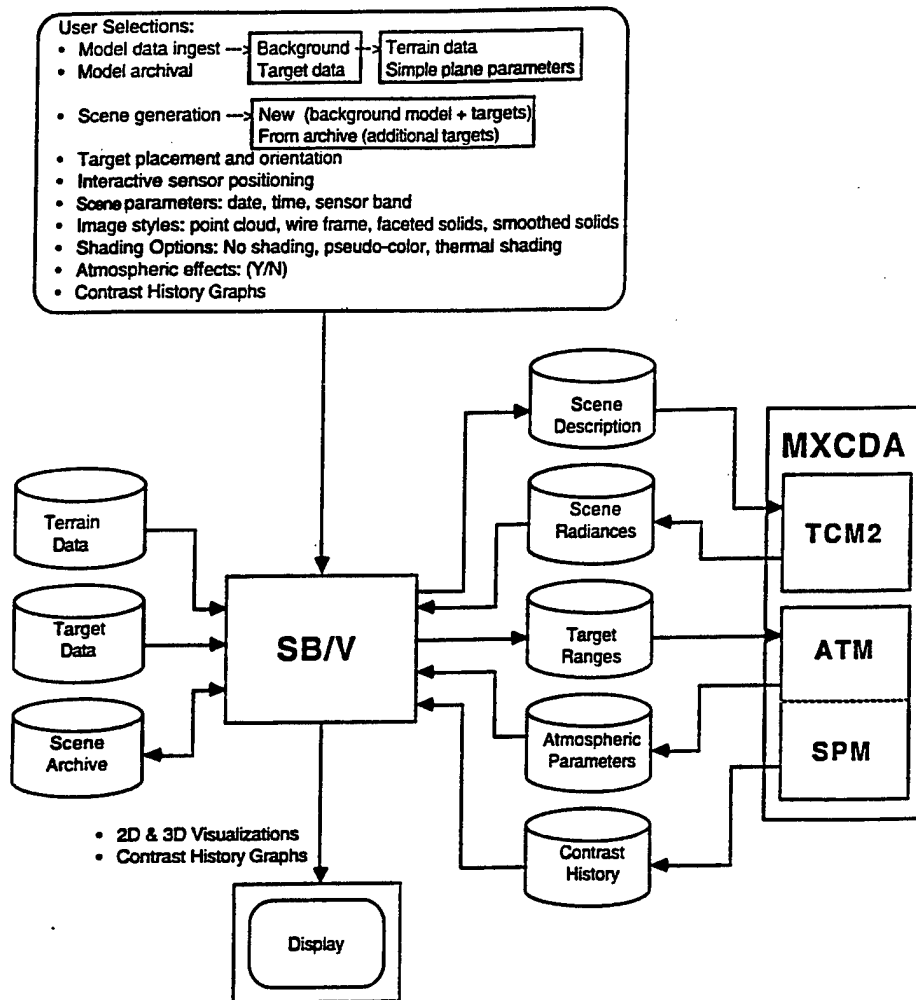 User Selections:
• Model data ingest --> Background --> Terrain data
• Model archival Target data Simple plane parameters
• Scene generation --> New (background model + targets)
From archive (additional targets)
• Target placement and orientation
• Interactive sensor positioning
• Scene parameters: date, time, sensor band
• Image styles: point cloud, wire frame, faceted solids, smoothed solids
• Shading Options: No shading, pseudo-color, thermal shading
• Atmospheric effects: (Y/N)
• Contrast History Graphs
Scene
Description
MXCDA
Terrain
Data
Scene
Radiances
TCM2
Target
Data
SB/V
Target
Ranges
ATM
Scene
Archive
Atmospheric
Parameters
SPM
• 2D & 3D Visualizations
• Contrast History Graphs
Contrast
History
Display